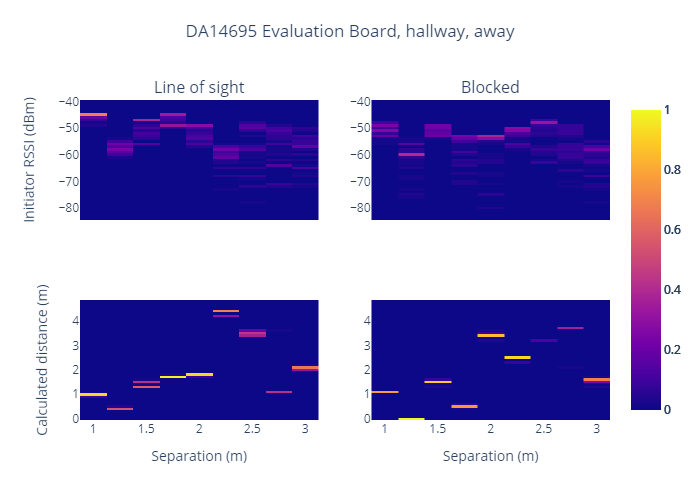 DA14695 Evaluation Board, hallway, away
Line of sight
Blocked
Initiator RSSI (dBm)
−40
−50
−60
−70
−80
−40
−50
−60
−70
−80
1
0.8
0.6
0.4
0.2
0
Calculated distance (m)
4
3
2
1
0
4
3
2
1
0
1 1.5 2 2.5 3
1 1.5 2 2.5 3
Separation (m)
Separation (m)